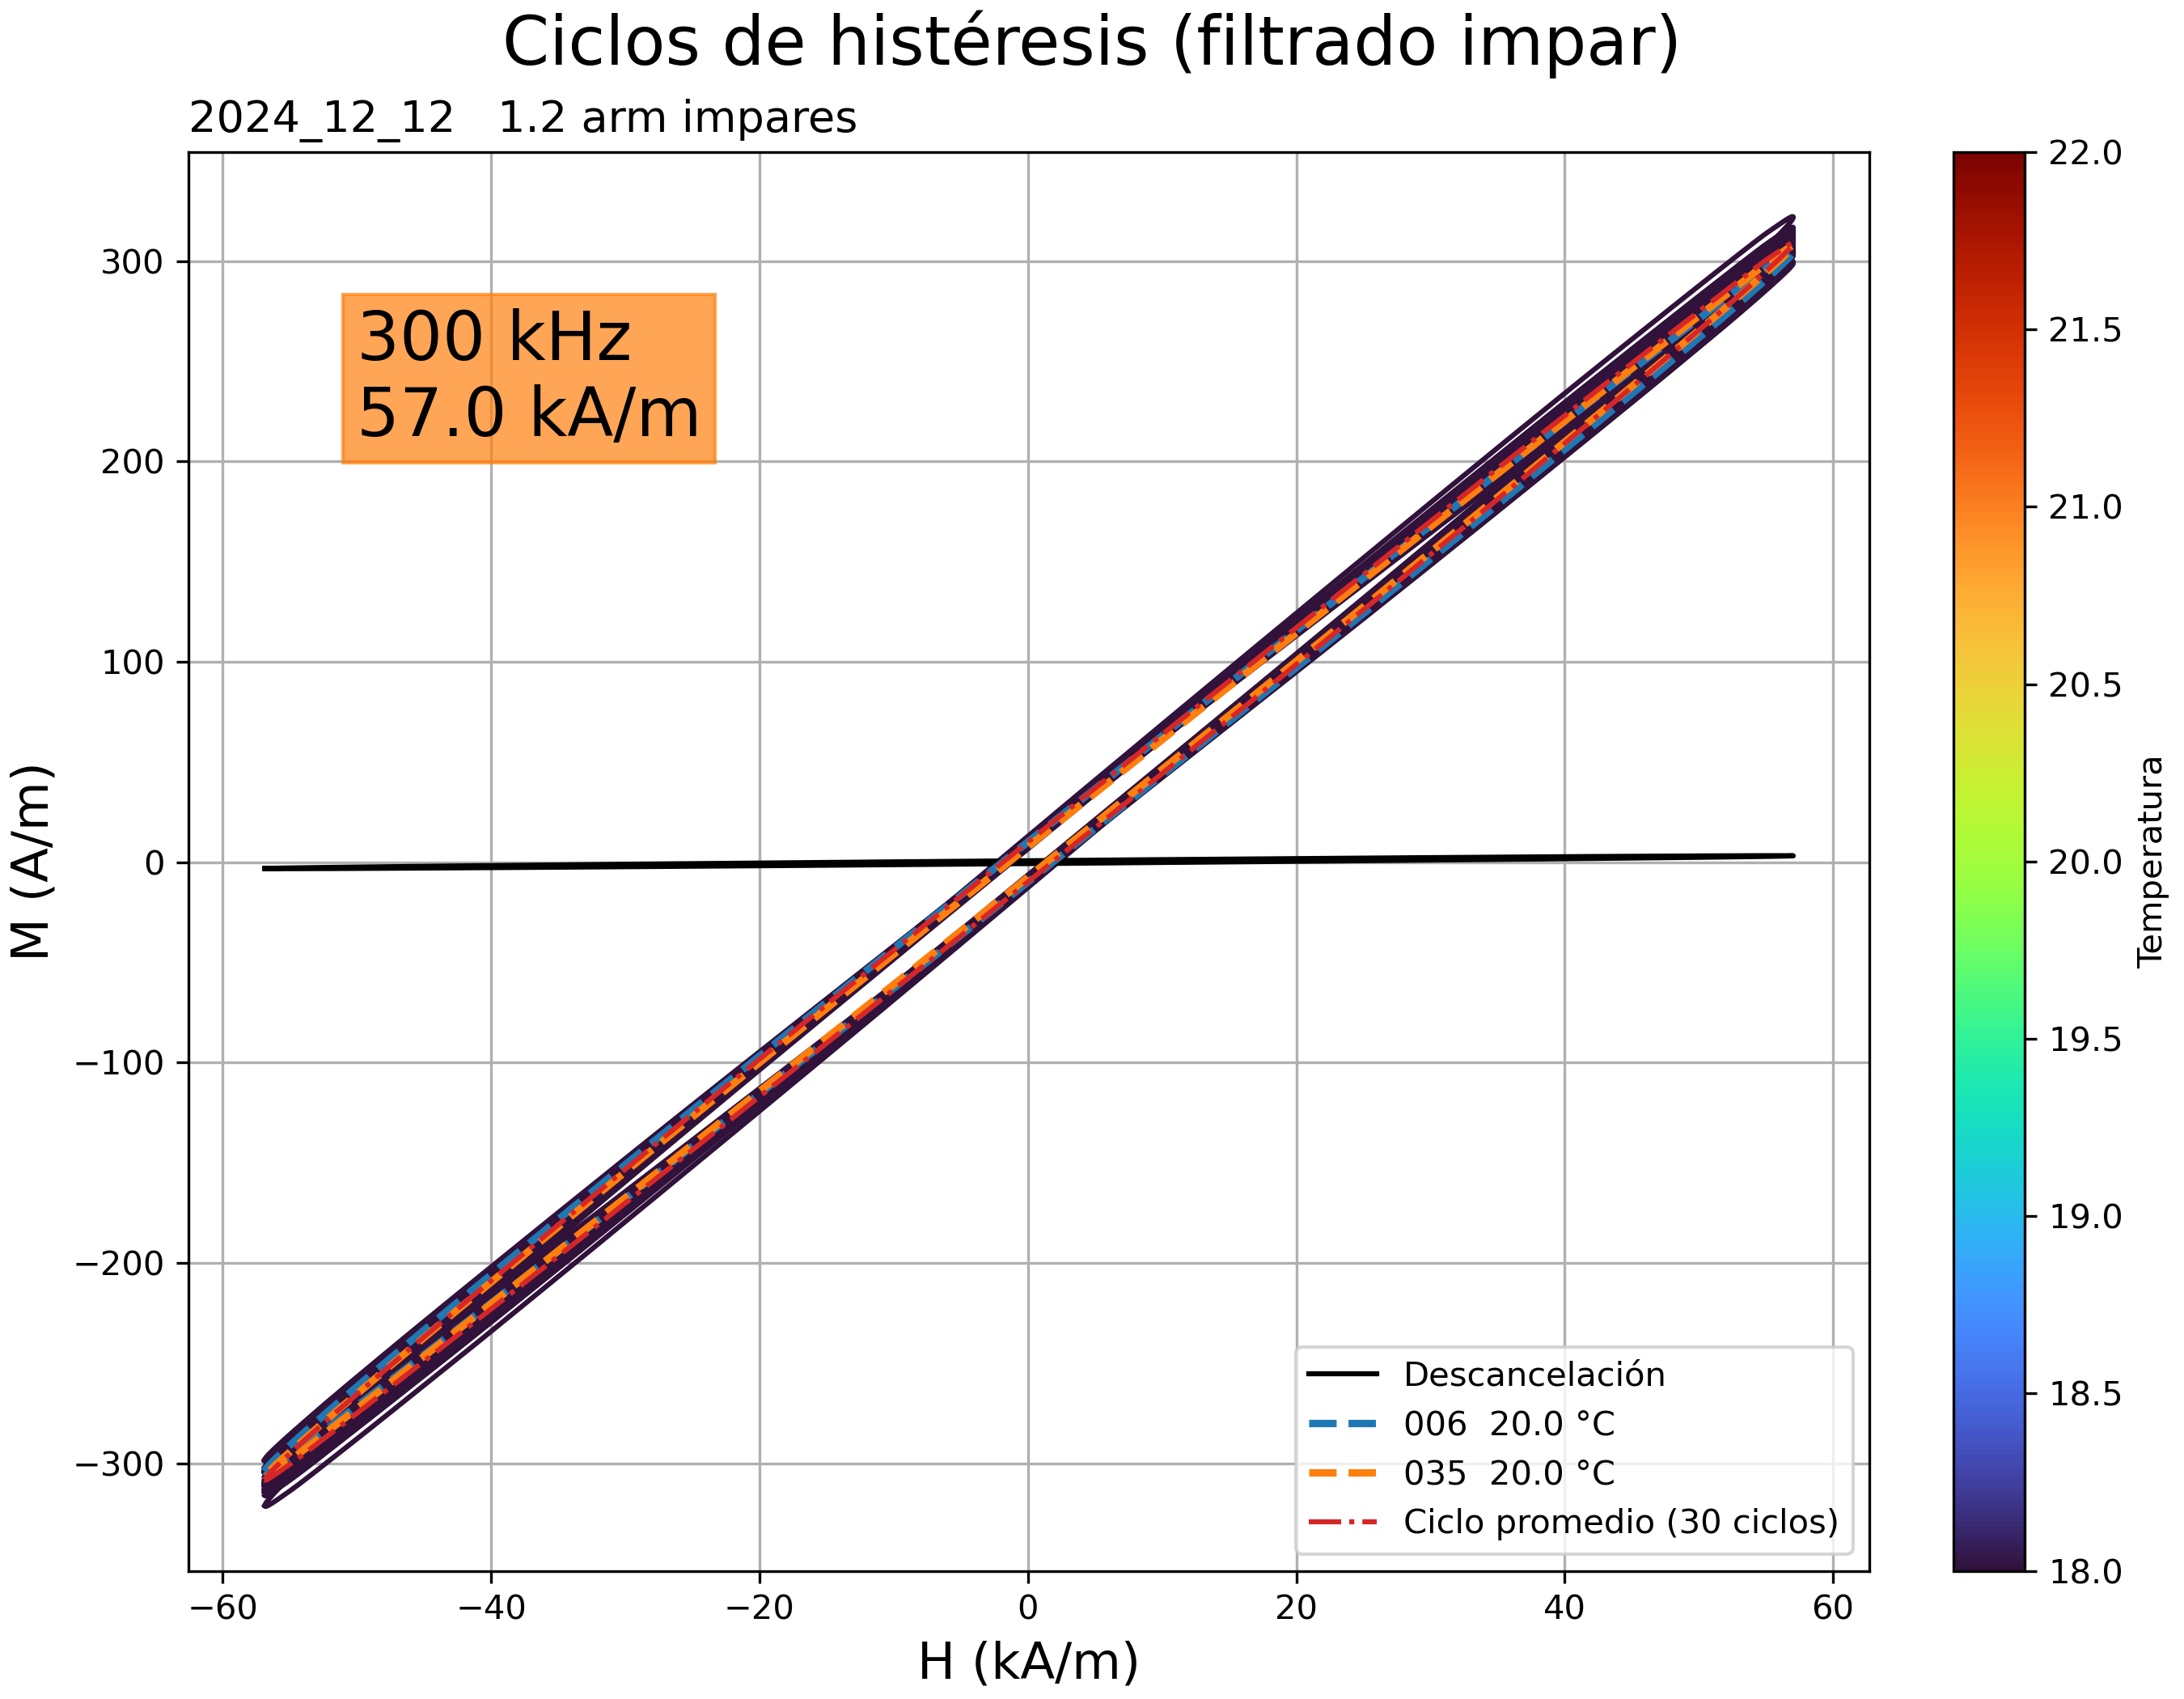 Ciclos de histéresis (filtrado impar)
2024_12_12   1.2 arm impares
300 kHz
57.0 kA/m
M (A/m)
300
200
100
0
−100
−200
−300
−60
−40
−20
0
20
40
60
H (kA/m)
Descancelación
006  20.0 °C
035  20.0 °C
Ciclo promedio (30 ciclos)
22.0
21.5
21.0
20.5
20.0
19.5
19.0
18.5
18.0
Temperatura